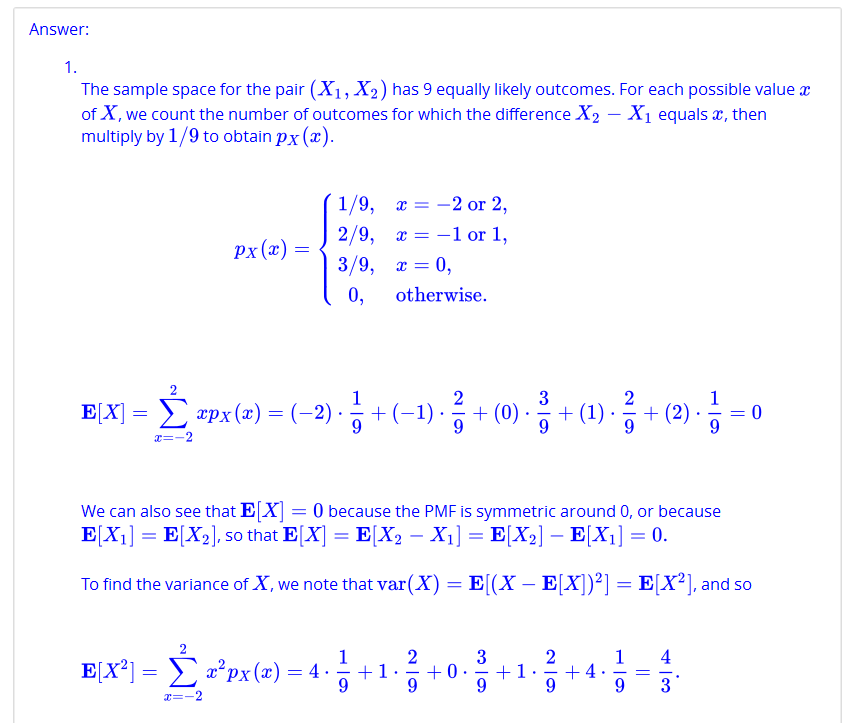 Answer:
1.
The sample space for the pair (X₁, X₂) has 9 equally likely outcomes. For each possible value x
of X, we count the number of outcomes for which the difference X₂ − X₁ equals x, then
multiply by 1/9 to obtain p_X(x).
p_X(x) = { 1/9, x = −2 or 2,
2/9, x = −1 or 1,
3/9, x = 0,
0, otherwise.
E[X] = ∑_{x=−2}^{2} xp_X(x) = (−2) · 1/9 + (−1) · 2/9 + (0) · 3/9 + (1) · 2/9 + (2) · 1/9 = 0
We can also see that E[X] = 0 because the PMF is symmetric around 0, or because
E[X₁] = E[X₂], so that E[X] = E[X₂ − X₁] = E[X₂] − E[X₁] = 0.
To find the variance of X, we note that var(X) = E[(X − E[X])²] = E[X²], and so
E[X²] = ∑_{x=−2}^{2} x²p_X(x) = 4 · 1/9 + 1 · 2/9 + 0 · 3/9 + 1 · 2/9 + 4 · 1/9 = 4/3.